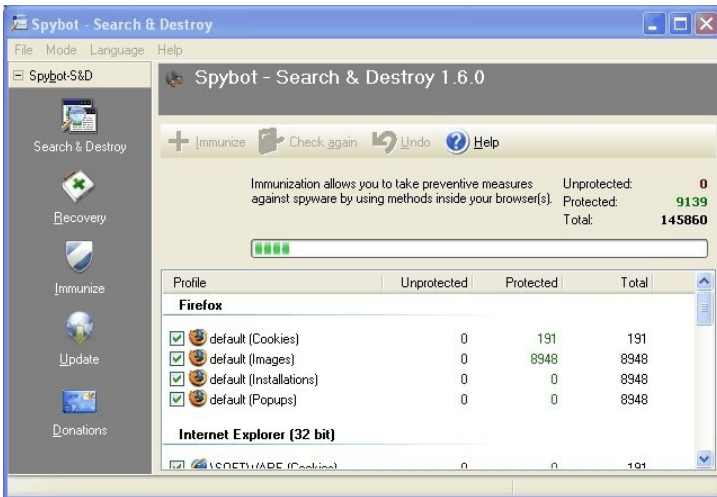 Spybot - Search & Destroy
File Mode Language Help
Spybot-S&D
Search & Destroy
Recovery
Immunize
Update
Donations
Spybot - Search & Destroy 1.6.0
Immunize Check again Undo Help
Immunization allows you to take preventive measures
against spyware by using methods inside your browser(s).
Unprotected: 0
Protected: 9139
Total: 145860
Profile Unprotected Protected Total
Firefox
default (Cookies) 0 191 191
default (Images) 0 8948 8948
default (Installations) 0 0 8948
default (Popups) 0 0 8948
Internet Explorer (32 bit)
\SOFTWARE (Cookies) 0 0 191